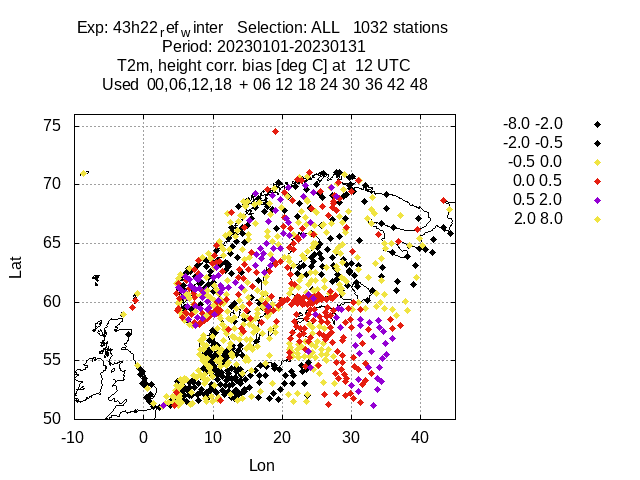 Exp: 43h22ref winter   Selection: ALL   1032 stations
Period: 20230101-20230131
T2m, height corr. bias [deg C] at  12 UTC
Used  00,06,12,18  + 06 12 18 24 30 36 42 48
-8.0 -2.0
-2.0 -0.5
-0.5 0.0
0.0 0.5
0.5 2.0
2.0 8.0
75
70
65
60
55
50
Lat
-10 0 10 20 30 40
Lon